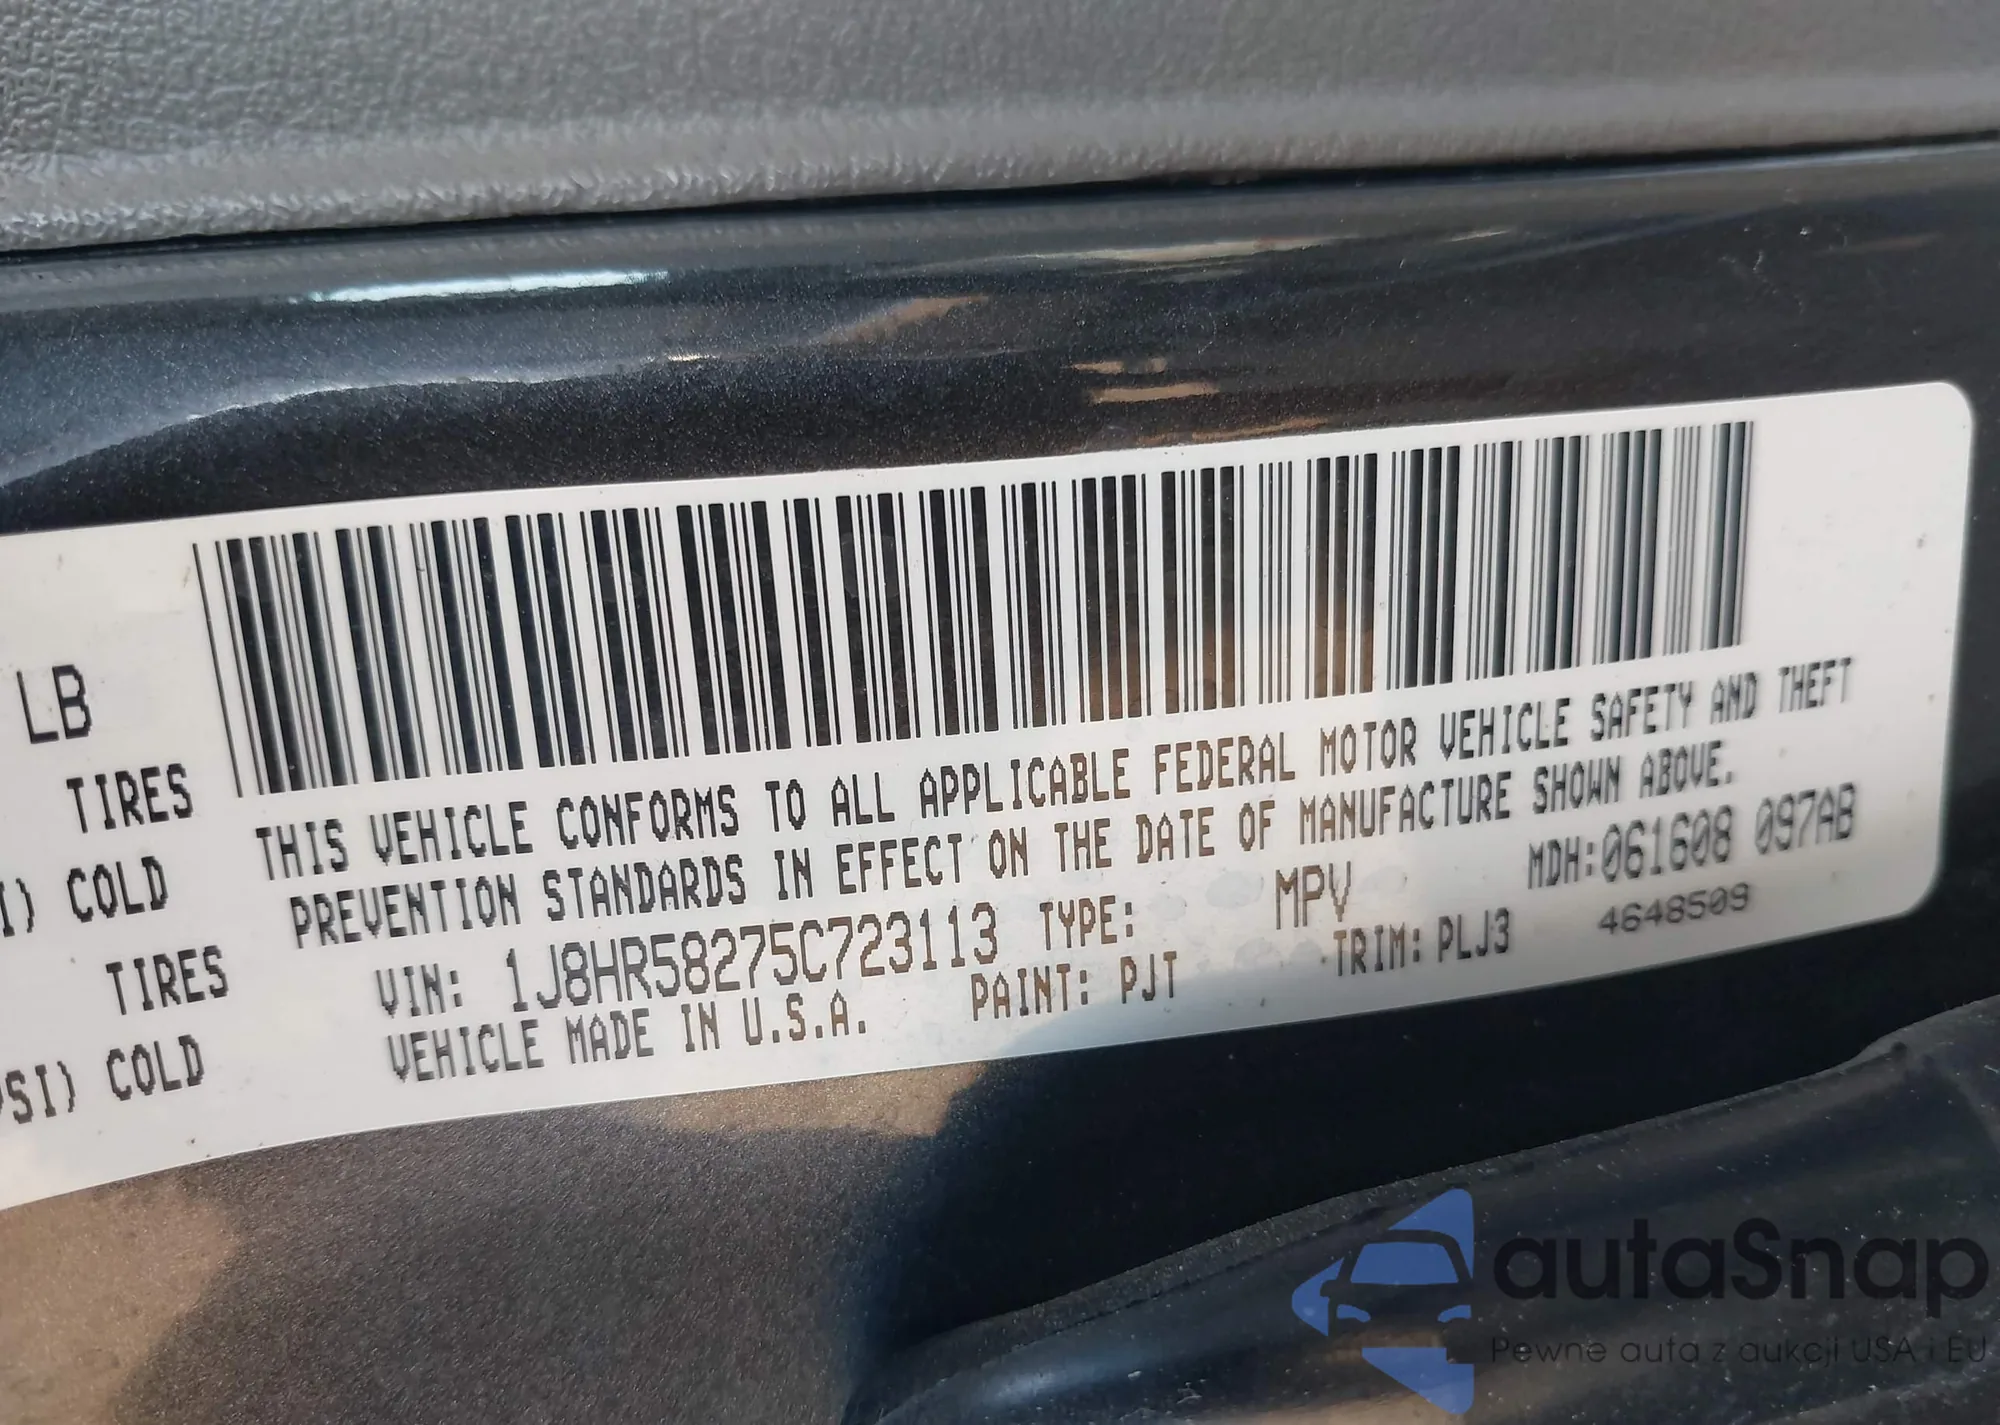 LB
TIRES
I) COLD
TIRES
PSI) COLD
THIS VEHICLE CONFORMS TO ALL APPLICABLE FEDERAL MOTOR VEHICLE SAFETY AND THEFT
PREVENTION STANDARDS IN EFFECT ON THE DATE OF MANUFACTURE SHOWN ABOVE.
VIN: 1J8HR58275C723113 TYPE: MPV MDH:061608 097AB
VEHICLE MADE IN U.S.A. PAINT: PJT TRIM: PLJ3 4648509
autaSnap
Pewne auta z aukcji USA i EU